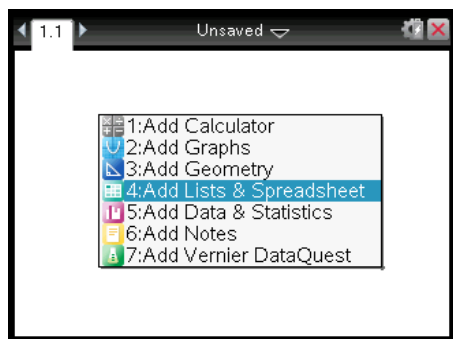 1.1 Unsaved
1:Add Calculator
2:Add Graphs
3:Add Geometry
4:Add Lists & Spreadsheet
5:Add Data & Statistics
6:Add Notes
7:Add Vernier DataQuest